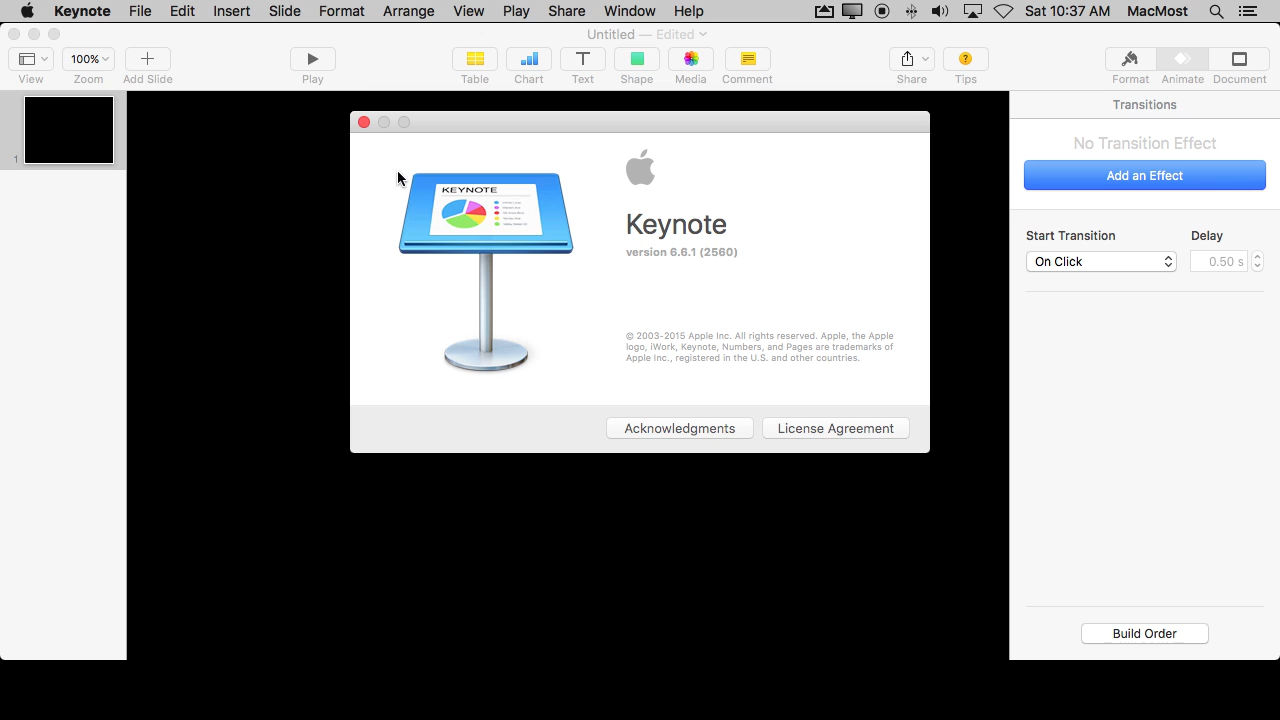 Keynote File Edit Insert Slide Format Arrange View Play Share Window Help Sat 10:37 AM MacMost
Untitled — Edited
100%
View Zoom Add Slide Play Table Chart Text Shape Media Comment Share Tips Format Animate Document
Transitions
No Transition Effect
Add an Effect
Start Transition Delay
On Click 0.50 s
Build Order
1
KEYNOTE
Keynote
version 6.6.1 (2560)
© 2003-2015 Apple Inc. All rights reserved. Apple, the Apple
logo, iWork, Keynote, Numbers, and Pages are trademarks of
Apple Inc., registered in the U.S. and other countries.
Acknowledgments License Agreement